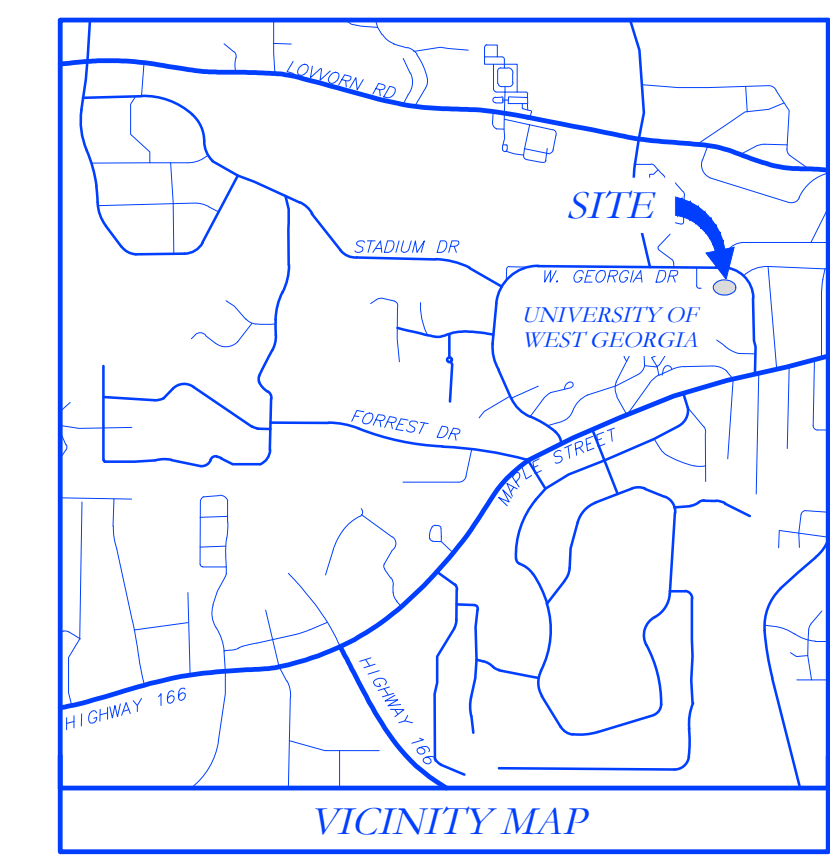 LOVVORN RD
SITE
STADIUM DR
W. GEORGIA DR
UNIVERSITY OF
WEST GEORGIA
FORREST DR
MAPLE STREET
HIGHWAY 166
HIGHWAY 166
VICINITY MAP